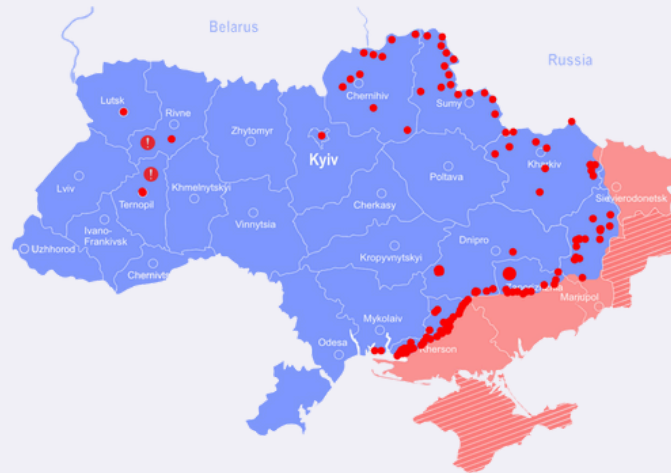 Belarus
Russia
Lutsk
Rivne
Chernihiv
Sumy
Zhytomyr
Kyiv
Kharkiv
Lviv
Ternopil
Khmelnytskyi
Poltava
Sievierodonetsk
Cherkasy
Ivano-
Frankivsk
Vinnytsia
Uzhhorod
Chernivtsi
Kropyvnytskyi
Dnipro
Mariupol
Mykolaiv
Odesa
Kherson